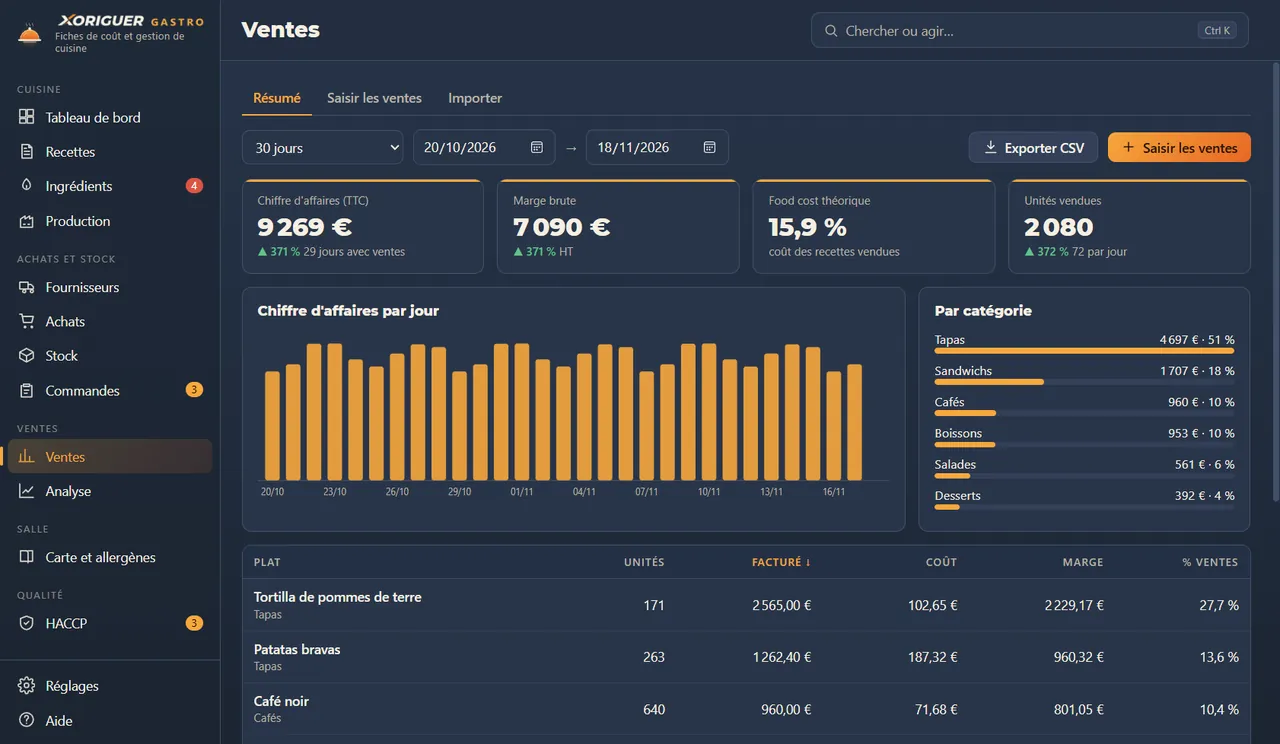 XORIGUER GASTRO
Fiches de coût et gestion de
cuisine
Ventes
Chercher ou agir...
Ctrl K
CUISINE
Tableau de bord
Recettes
Ingrédients
4
Production
ACHATS ET STOCK
Fournisseurs
Achats
Stock
Commandes
3
VENTES
Ventes
Analyse
SALLE
Carte et allergènes
QUALITÉ
HACCP
3
Réglages
Aide
Résumé
Saisir les ventes
Importer
30 jours
20/10/2026
→
18/11/2026
Exporter CSV
+ Saisir les ventes
Chiffre d'affaires (TTC)
9 269 €
▲ 371 % 29 jours avec ventes
Marge brute
7 090 €
▲ 371 % HT
Food cost théorique
15,9 %
coût des recettes vendues
Unités vendues
2 080
▲ 372 % 72 par jour
Chiffre d'affaires par jour
20/10 23/10 26/10 29/10 01/11 04/11 07/11 10/11 13/11 16/11
Par catégorie
Tapas 4 697 € · 51 %
Sandwichs 1 707 € · 18 %
Cafés 960 € · 10 %
Boissons 953 € · 10 %
Salades 561 € · 6 %
Desserts 392 € · 4 %
PLAT UNITÉS FACTURÉ ↓ COÛT MARGE % VENTES
Tortilla de pommes de terre
Tapas
171 2 565,00 € 102,65 € 2 229,17 € 27,7 %
Patatas bravas
Tapas
263 1 262,40 € 187,32 € 960,32 € 13,6 %
Café noir
Cafés
640 960,00 € 71,68 € 801,05 € 10,4 %